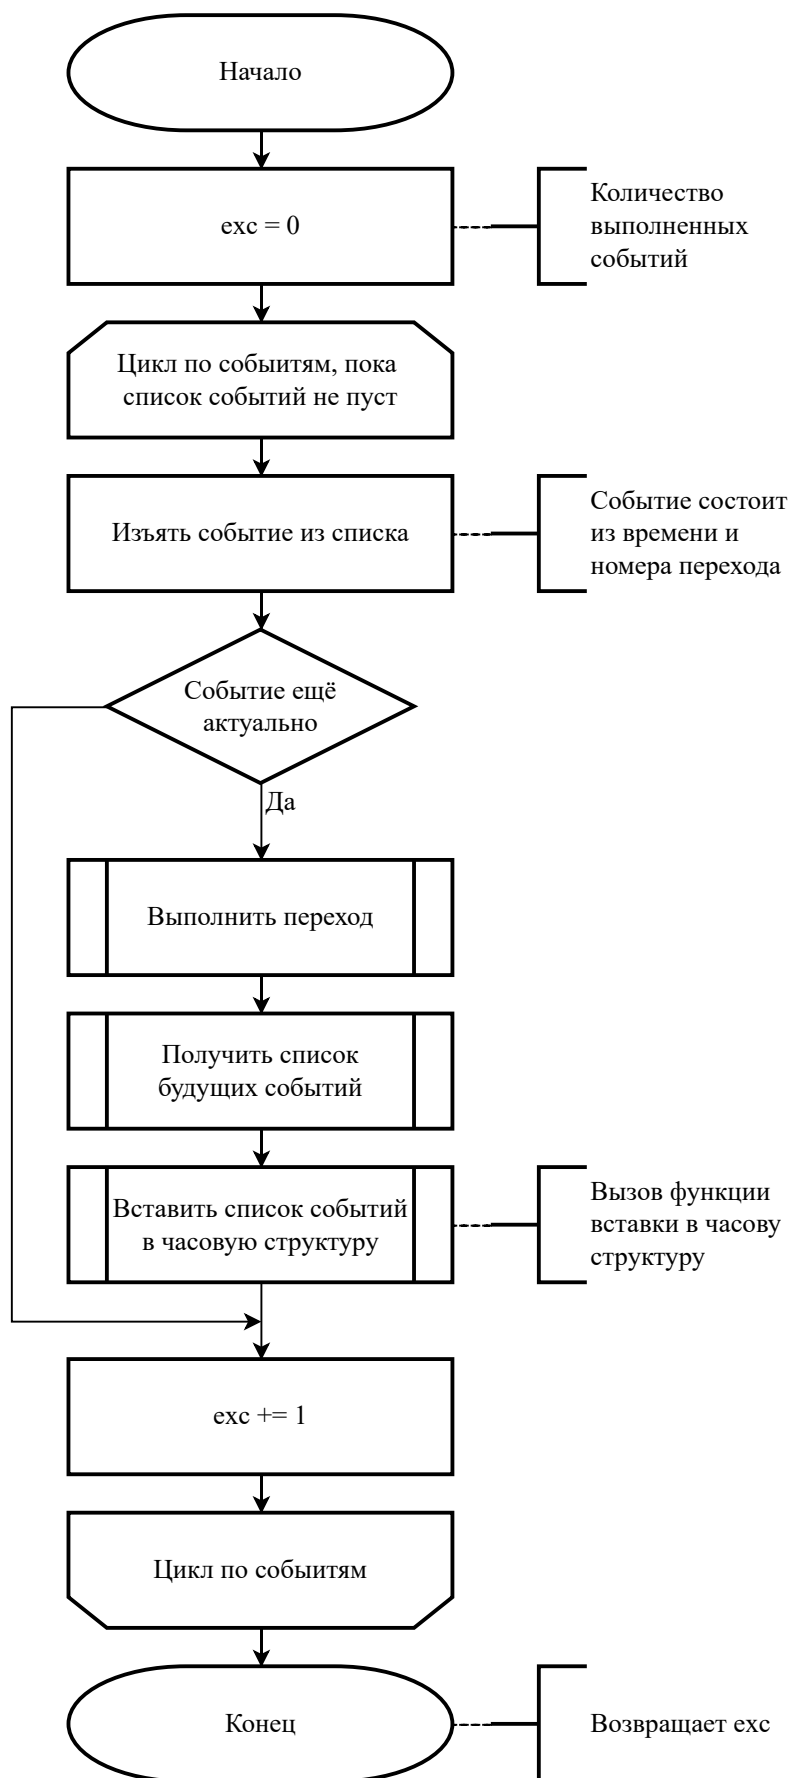 Начало
exc = 0
Количество
выполненных
событий
Цикл по собыитям, пока
список событий не пуст
Изъять событие из списка
Событие состоит
из времени и
номера перехода
Событие ещё
актуально
Да
Выполнить переход
Получить список
будущих событий
Вставить список событий
в часовую структуру
Вызов функции
вставки в часову
структуру
exc += 1
Цикл по собыитям
Конец
Возвращает exc